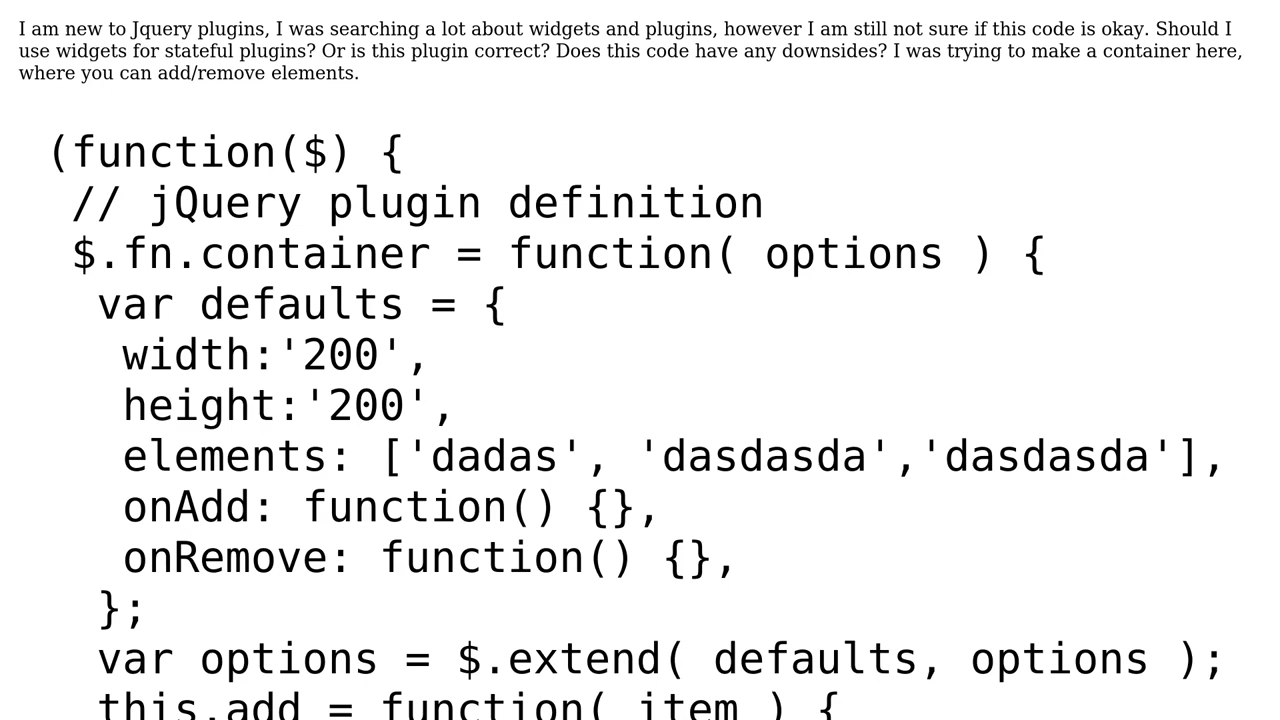 I am new to Jquery plugins, I was searching a lot about widgets and plugins, however I am still not sure if this code is okay. Should I
use widgets for stateful plugins? Or is this plugin correct? Does this code have any downsides? I was trying to make a container here,
where you can add/remove elements.
(function($) {
// jQuery plugin definition
$.fn.container = function( options ) {
var defaults = {
width:'200',
height:'200',
elements: ['dadas', 'dasdasda','dasdasda'],
onAdd: function() {},
onRemove: function() {},
};
var options = $.extend( defaults, options );
this.add = function( item ) {